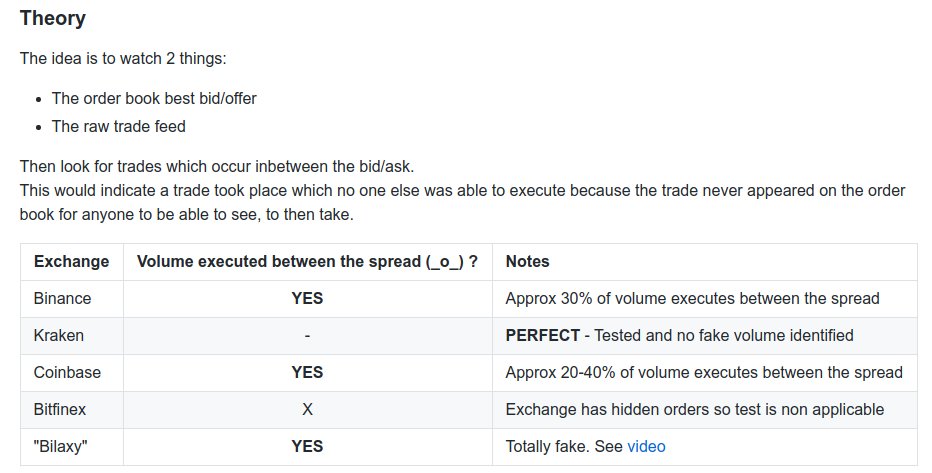 Theory
The idea is to watch 2 things:
• The order book best bid/offer
• The raw trade feed
Then look for trades which occur inbetween the bid/ask.
This would indicate a trade took place which no one else was able to execute because the trade never appeared on the order
book for anyone to be able to see, to then take.
Exchange Volume executed between the spread (_o_) ? Notes
Binance YES Approx 30% of volume executes between the spread
Kraken - PERFECT - Tested and no fake volume identified
Coinbase YES Approx 20-40% of volume executes between the spread
Bitfinex X Exchange has hidden orders so test is non applicable
"Bilaxy" YES Totally fake. See video